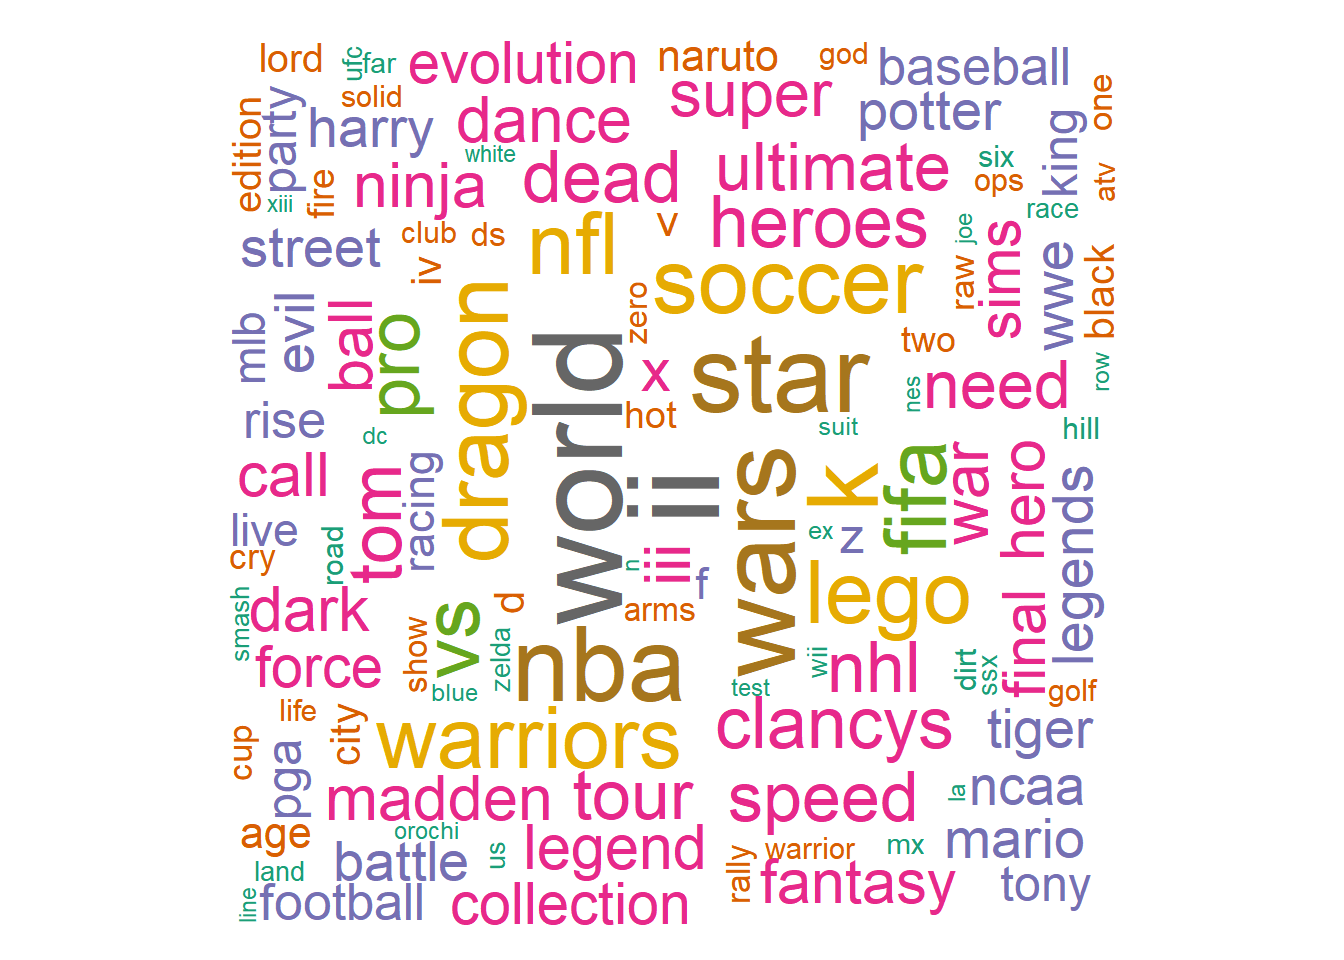 lord
ufc
far
evolution
naruto
god
baseball
solid
super
edition
party
harry
dance
potter
king
one
white
xiii
fire
ninja
dead
ultimate
six
ops
atv
race
street
club
ds
nfl
v
heroes
joe
iv
soccer
raw
sims
wwe
black
mlb
evil
ball
pro
dragon
world
zero
x
star
two
need
row
nes
rise
dc
hot
suit
hill
call
tom
racing
ill
wars
k
fifa
war
hero
legends
live
cry
road
n
iii
f
ex
z
smash
dark
d
arms
lego
final
force
show
vs
zelda
blue
nba
test
wii
nhl
dirt
ssx
golf
life
cup
pga
city
warriors
clancys
tiger
madden
tour
speed
la
ncaa
age
orochi
land
battle
us
legend
rally
warrior
mx
mario
line
football
collection
fantasy
tony